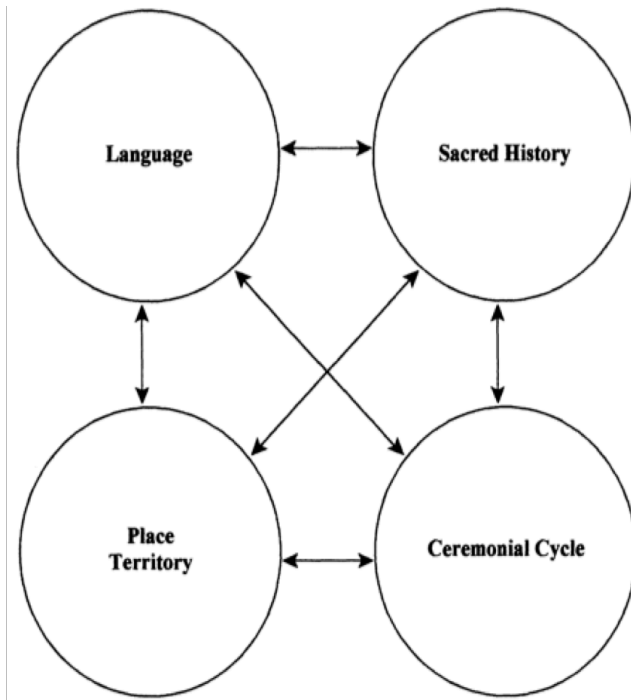 Language
Sacred History
Place
Territory
Ceremonial Cycle